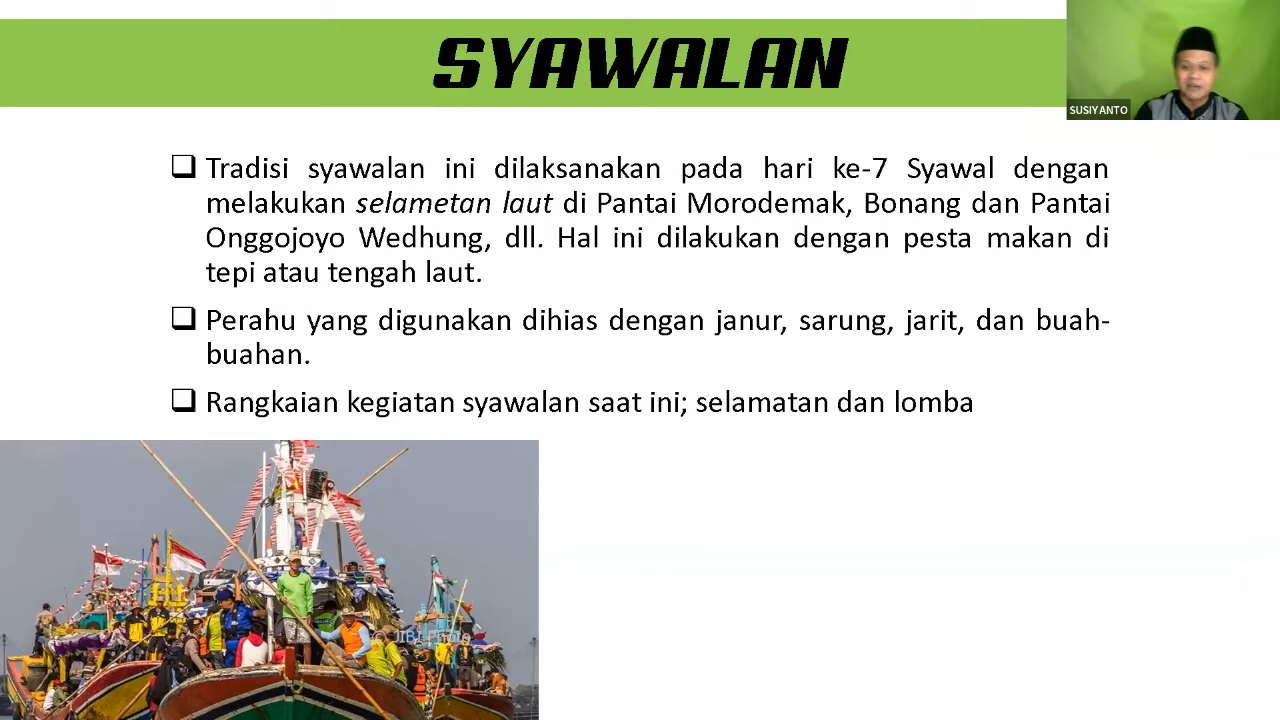 SYAWALAN
SUSIYANTO
Tradisi syawalan ini dilaksanakan pada hari ke-7 Syawal dengan
melakukan selametan laut di Pantai Morodemak, Bonang dan Pantai
Onggojoyo Wedhung, dll. Hal ini dilakukan dengan pesta makan di
tepi atau tengah laut.
Perahu yang digunakan dihias dengan janur, sarung, jarit, dan buah-
buahan.
Rangkaian kegiatan syawalan saat ini; selamatan dan lomba
JIBI Photo